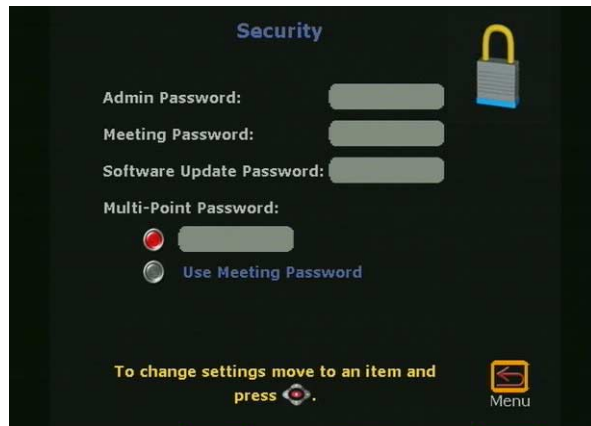 Security
Admin Password:
Meeting Password:
Software Update Password:
Multi-Point Password:
Use Meeting Password
To change settings move to an item and
press .
Menu